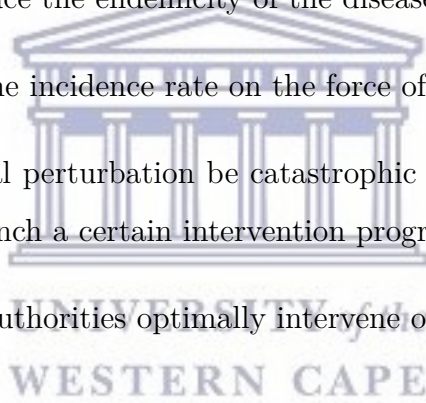 ce the endemicity of the disease
e incidence rate on the force of
l perturbation be catastrophic
nch a certain intervention progr
uthorities optimally intervene o
UNIVERSITY of the
WESTERN CAPE